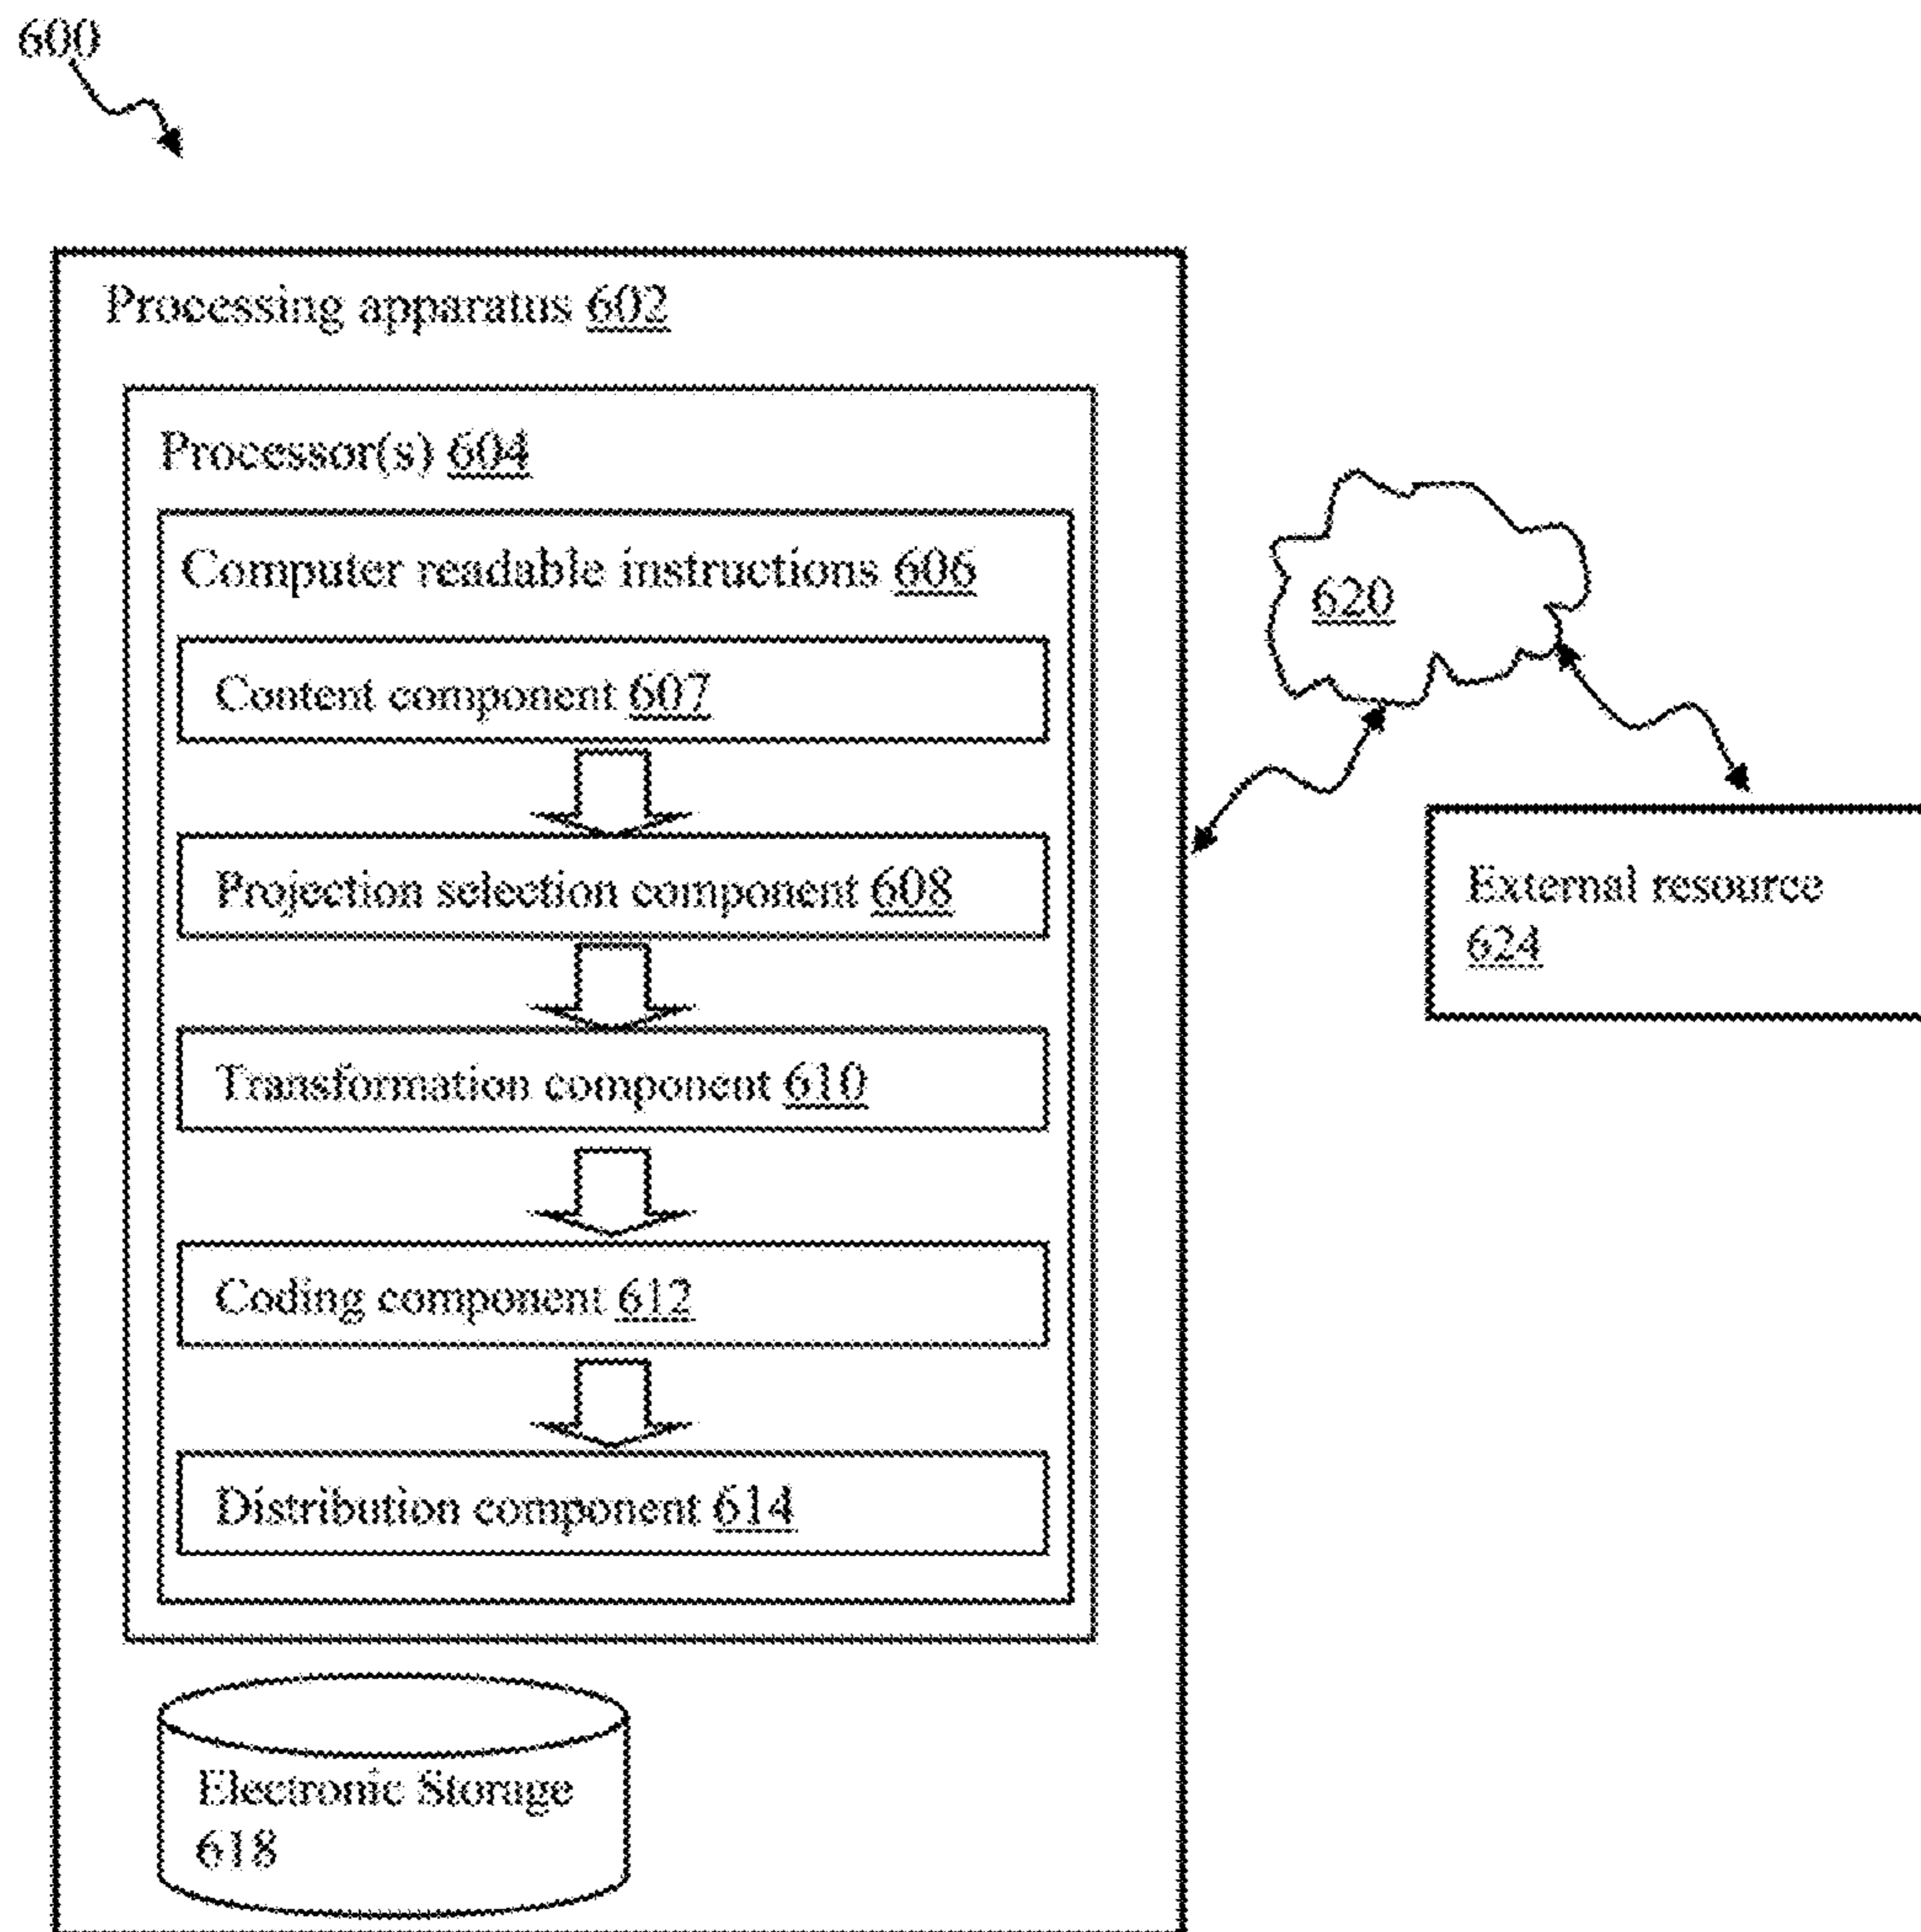 600
Processing apparatus 602
Processor(s) 604
Computer readable instructions 606
Content component 607
Projection selection component 608
Transformation component 610
Coding component 612
Distribution component 614
Electronic Storage
618
620
External resource
624